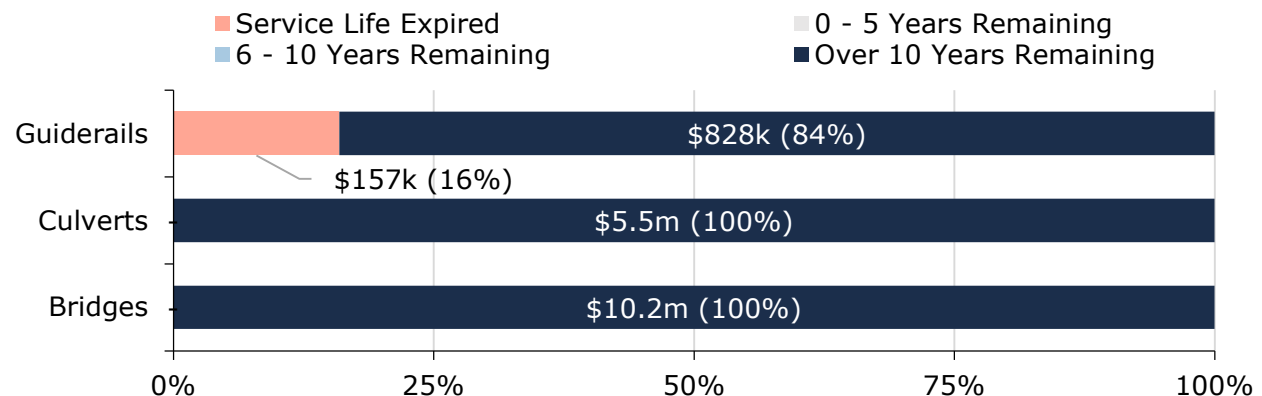 Service Life Expired
0 - 5 Years Remaining
6 - 10 Years Remaining
Over 10 Years Remaining
Guiderails
$828k (84%)
$157k (16%)
Culverts
$5.5m (100%)
Bridges
$10.2m (100%)
0%
25%
50%
75%
100%